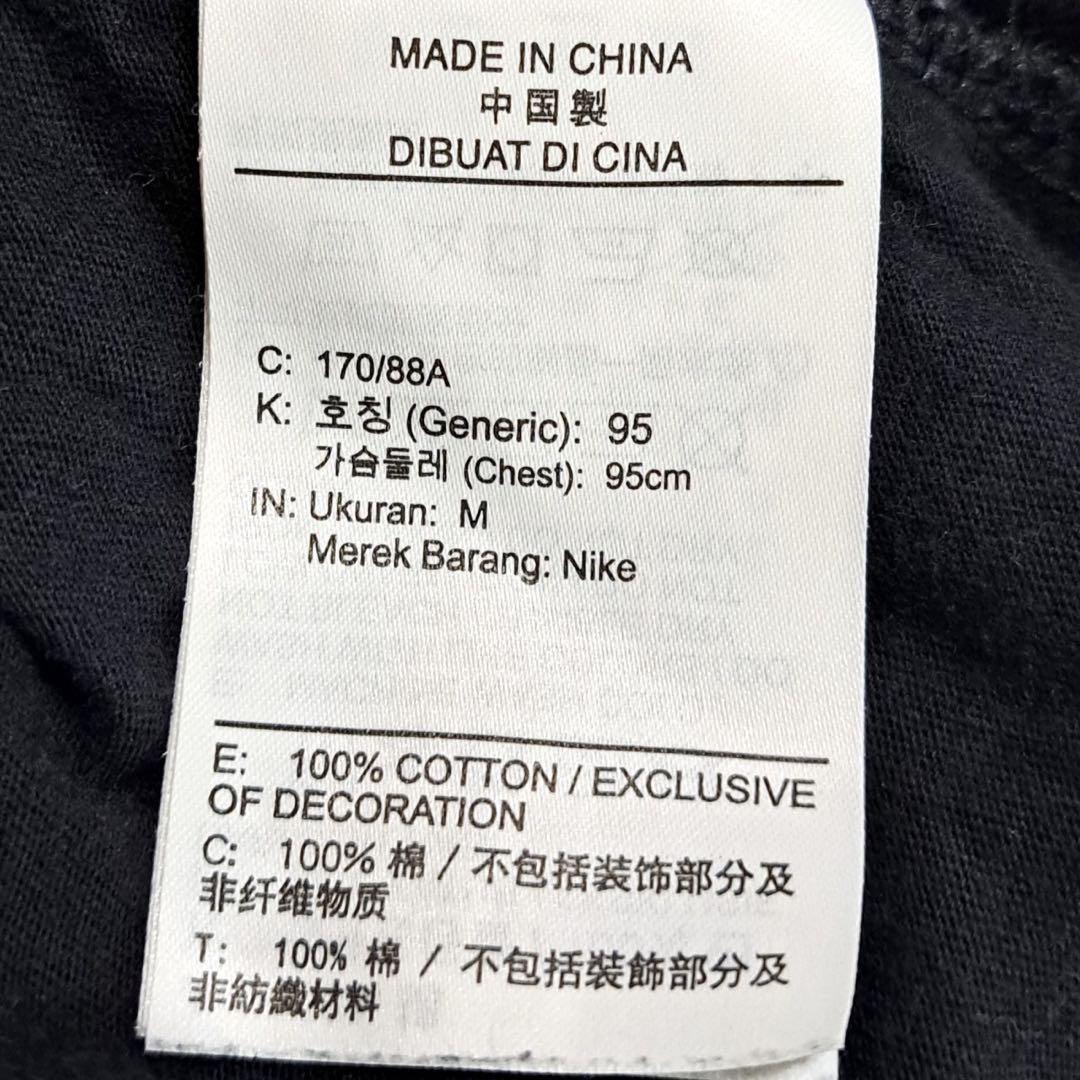 MADE IN CHINA
中国製
DIBUAT DI CINA
C: 170/88A
K: 호칭 (Generic): 95
가슴둘레 (Chest): 95cm
IN: Ukuran: M
Merek Barang: Nike
E: 100% COTTON / EXCLUSIVE
OF DECORATION
C: 100% 棉 / 不包括装饰部分及
非纤维物质
T: 100% 棉 / 不包括裝飾部分及
非紡織材料